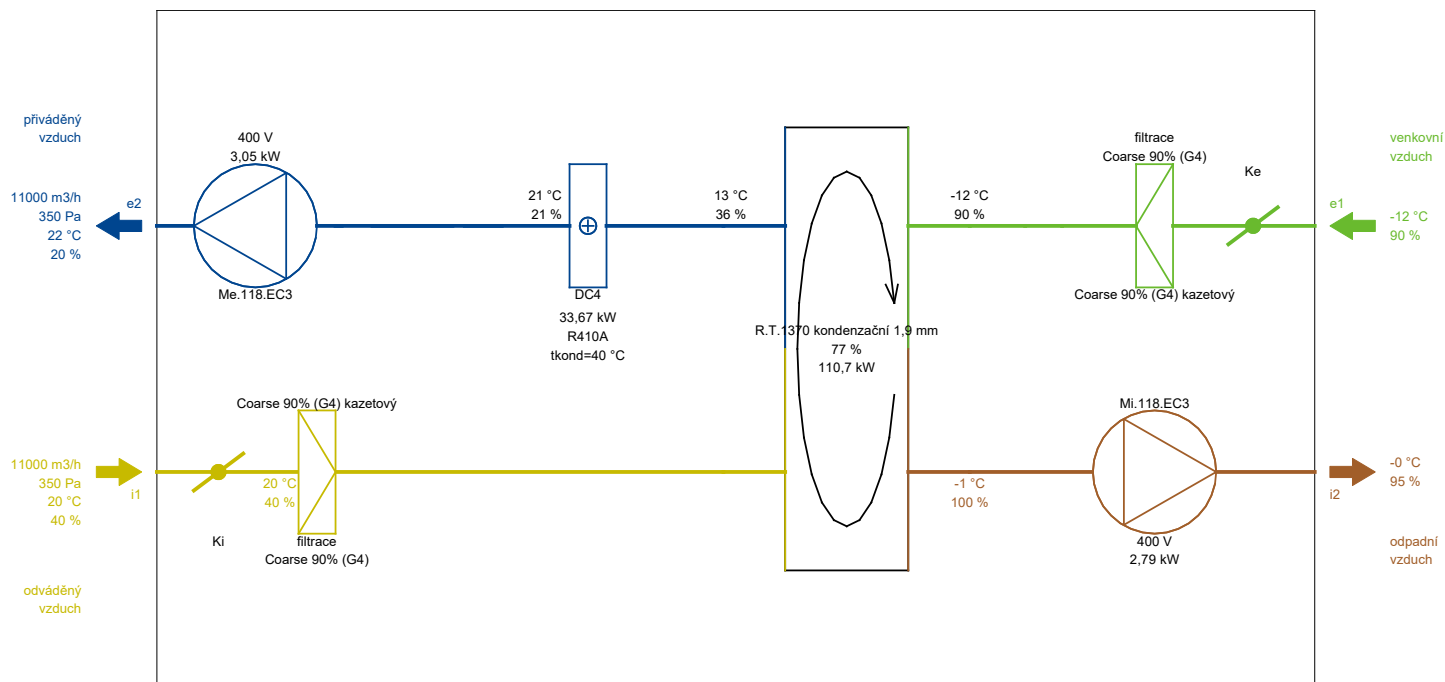 přiváděný
vzduch
11000 m3/h
350 Pa
22 °C
20 %
e2
400 V
3,05 kW
Me.118.EC3
21 °C
21 %
DC4
33,67 kW
R410A
tkond=40 °C
13 °C
36 %
R.T.1370 kondenzační 1,9 mm
77 %
110,7 kW
-12 °C
90 %
filtrace
Coarse 90% (G4)
Coarse 90% (G4) kazetový
Ke
e1
venkovní
vzduch
-12 °C
90 %
11000 m3/h
350 Pa
20 °C
40 %
i1
odváděný
vzduch
Ki
20 °C
40 %
Coarse 90% (G4) kazetový
filtrace
Coarse 90% (G4)
-1 °C
100 %
Mi.118.EC3
400 V
2,79 kW
i2
-0 °C
95 %
odpadní
vzduch